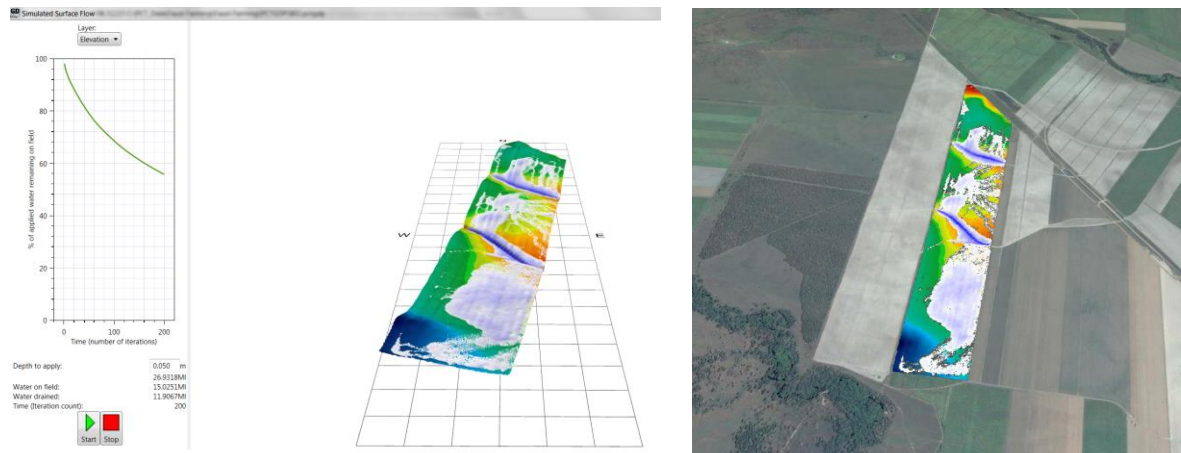 Simulated Surface Flow
Layer:
Elevation
100
80
60
40
20
0
% of applied water remaining on field
0 100 200
Time (number of iterations)
W
E
Depth to apply: 0.050 m
26.9318Ml
Water on field: 15.0251Ml
Water drained: 11.9067Ml
Time (Iteration count): 200
Start Stop